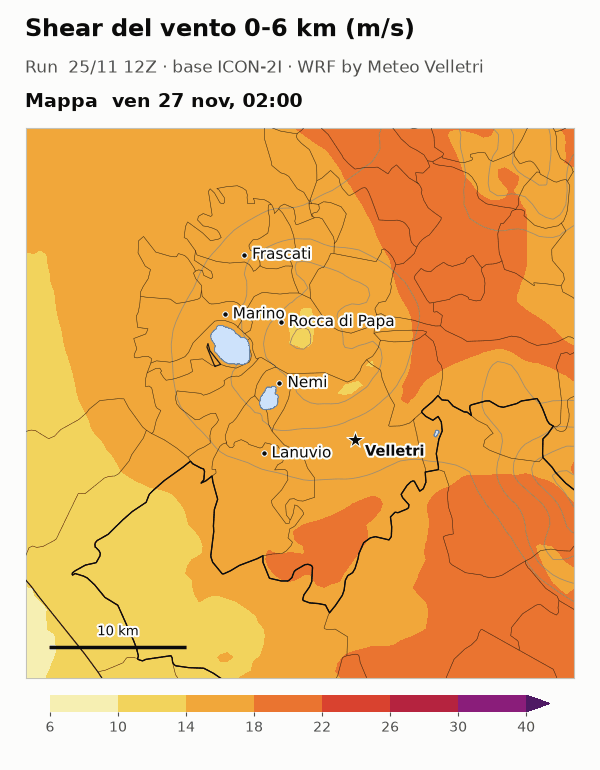 Shear del vento 0-6 km (m/s)
Run  25/11 12Z · base ICON-2I · WRF by Meteo Velletri
Mappa  ven 27 nov, 02:00
Frascati
Marino
Rocca di Papa
Nemi
Velletri
Lanuvio
10 km
6 10 14 18 22 26 30 40